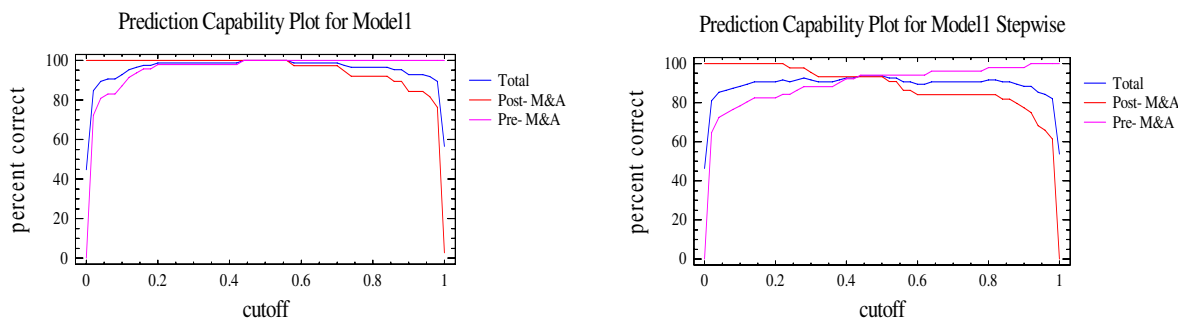 Prediction Capability Plot for Model1
percent correct
100
80
60
40
20
0
0
0.2
0.4
0.6
0.8
1
cutoff
Total
Post- M&A
Pre- M&A
Prediction Capability Plot for Model1 Stepwise
percent correct
100
80
60
40
20
0
0
0.2
0.4
0.6
0.8
1
cutoff
Total
Post- M&A
Pre- M&A